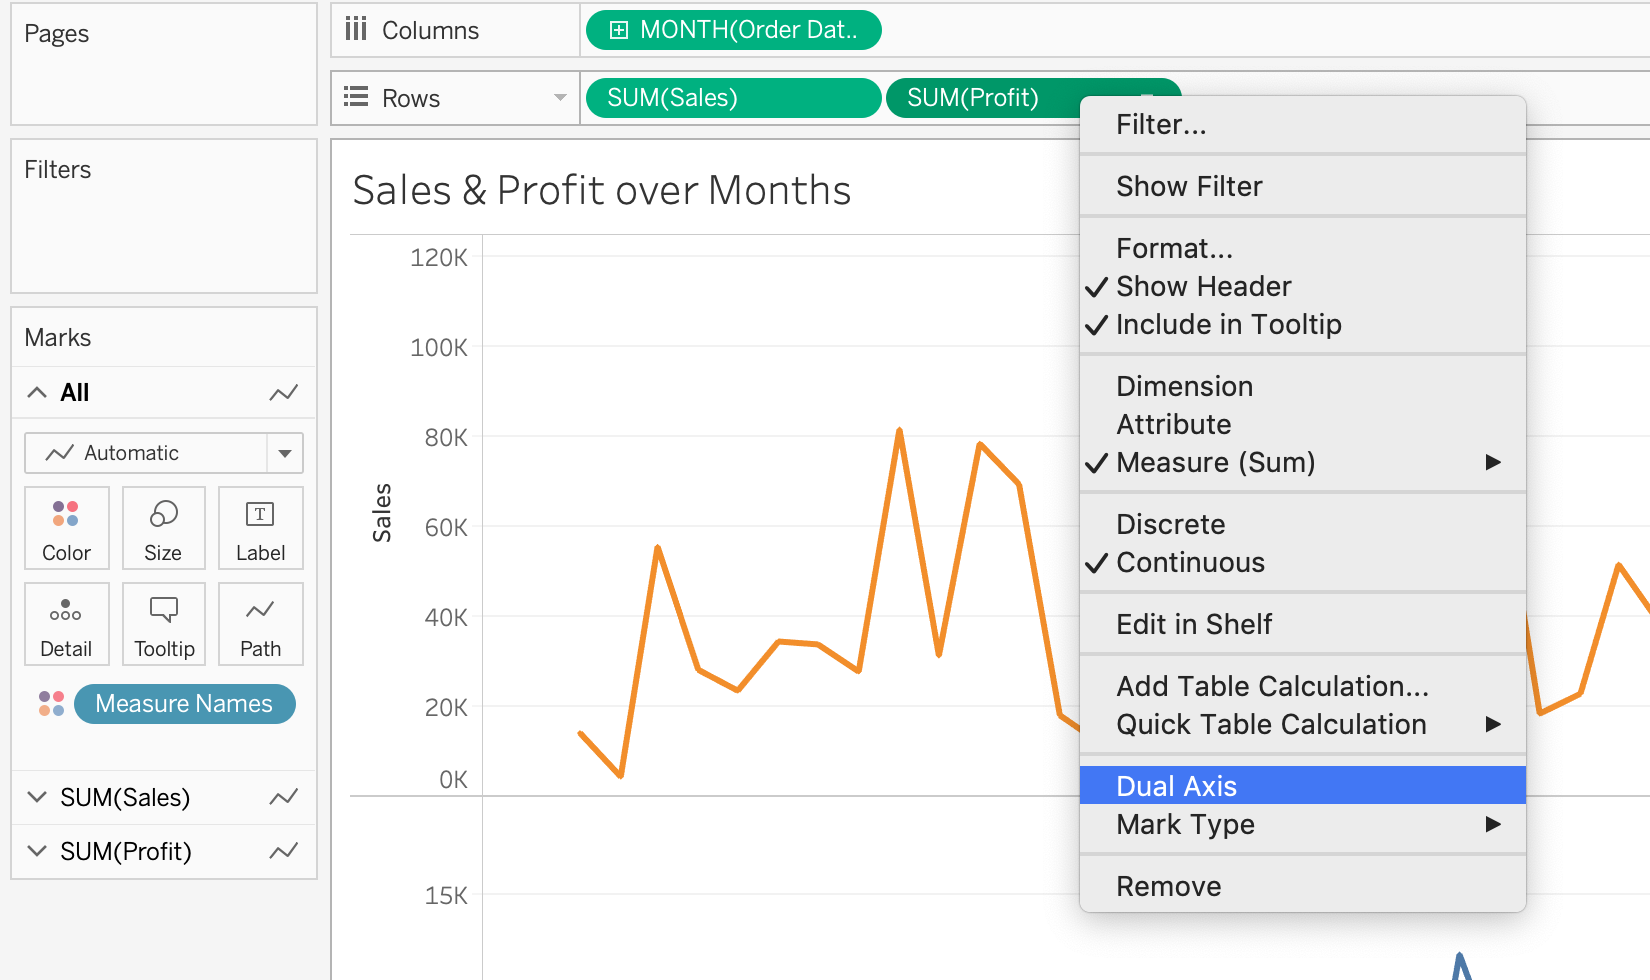 Pages
Columns
MONTH(Order Dat..
Rows
SUM(Sales)
SUM(Profit)
Filters
Marks
All
Automatic
Color
Size
T
Label
Detail
Tooltip
Path
Measure Names
SUM(Sales)
SUM(Profit)
Sales & Profit over Months
120K
100K
80K
60K
40K
20K
0K
Sales
15K
Filter...
Show Filter
Format...
Show Header
Include in Tooltip
Dimension
Attribute
Measure (Sum)
Discrete
Continuous
Edit in Shelf
Add Table Calculation...
Quick Table Calculation
Dual Axis
Mark Type
Remove